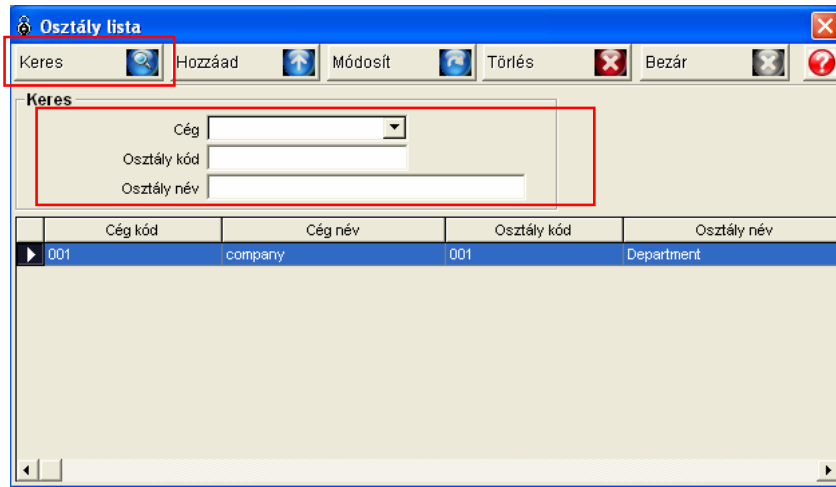 Osztály lista
Keres Hozzáad Módosít Törlés Bezár ?
Keres
Cég
Osztály kód
Osztály név
Cég kód Cég név Osztály kód Osztály név
001 company 001 Department